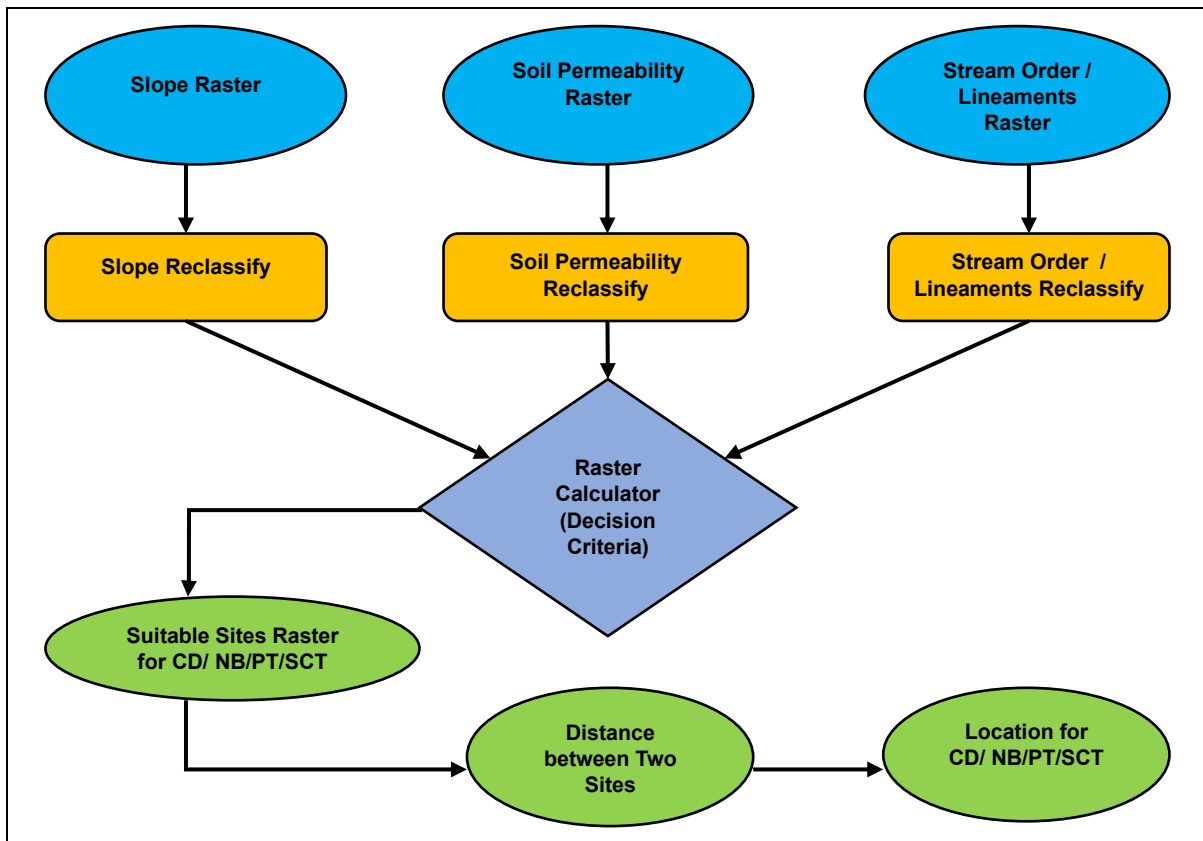 Slope Raster
Soil Permeability
Raster
Stream Order /
Lineaments
Raster
Slope Reclassify
Soil Permeability
Reclassify
Stream Order /
Lineaments Reclassify
Raster
Calculator
(Decision
Criteria)
Suitable Sites Raster
for CD/ NB/PT/SCT
Distance
between Two
Sites
Location for
CD/ NB/PT/SCT